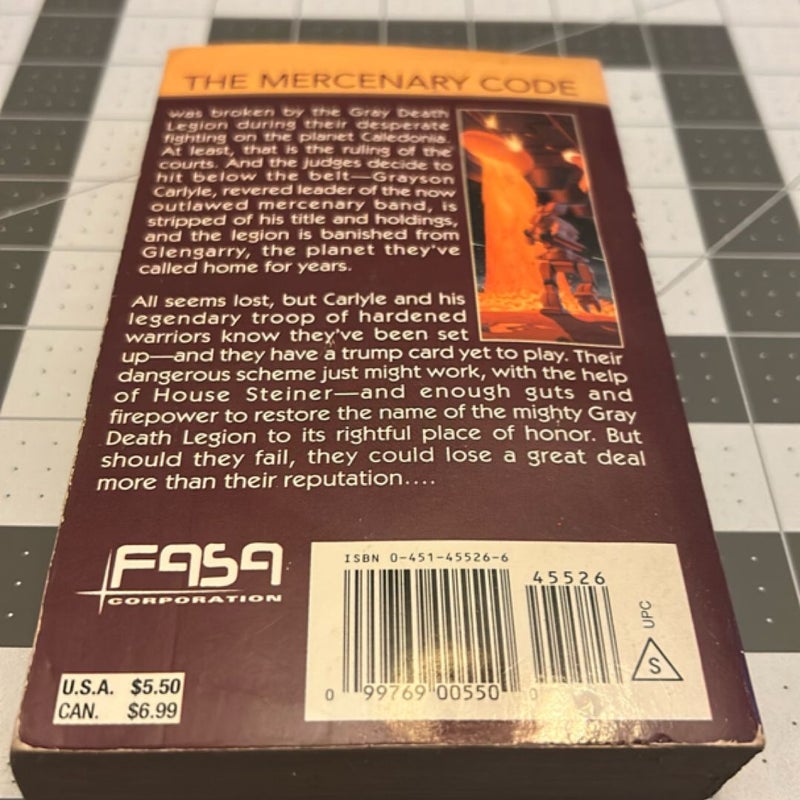 THE MERCENARY CODE
was broken by the Gray Death
Legion during their desperate
fighting on the planet Caledonia.
At least, that is the ruling of the
courts. And the judges decide to
hit below the belt—Grayson
Carlyle, revered leader of the now
outlawed mercenary band, is
stripped of his title and holdings,
and the legion is banished from
Glengarry, the planet they've
called home for years.
All seems lost, but Carlyle and his
legendary troop of hardened
warriors know they've been set
up—and they have a trump card yet to play. Their
dangerous scheme just might work, with the help
of House Steiner—and enough guts and
firepower to restore the name of the mighty Gray
Death Legion to its rightful place of honor. But
should they fail, they could lose a great deal
more than their reputation....
FASA
CORPORATION
ISBN 0-451-45526-6
45526
UPC
S
0 99769 00550 0
U.S.A. $5.50
CAN. $6.99